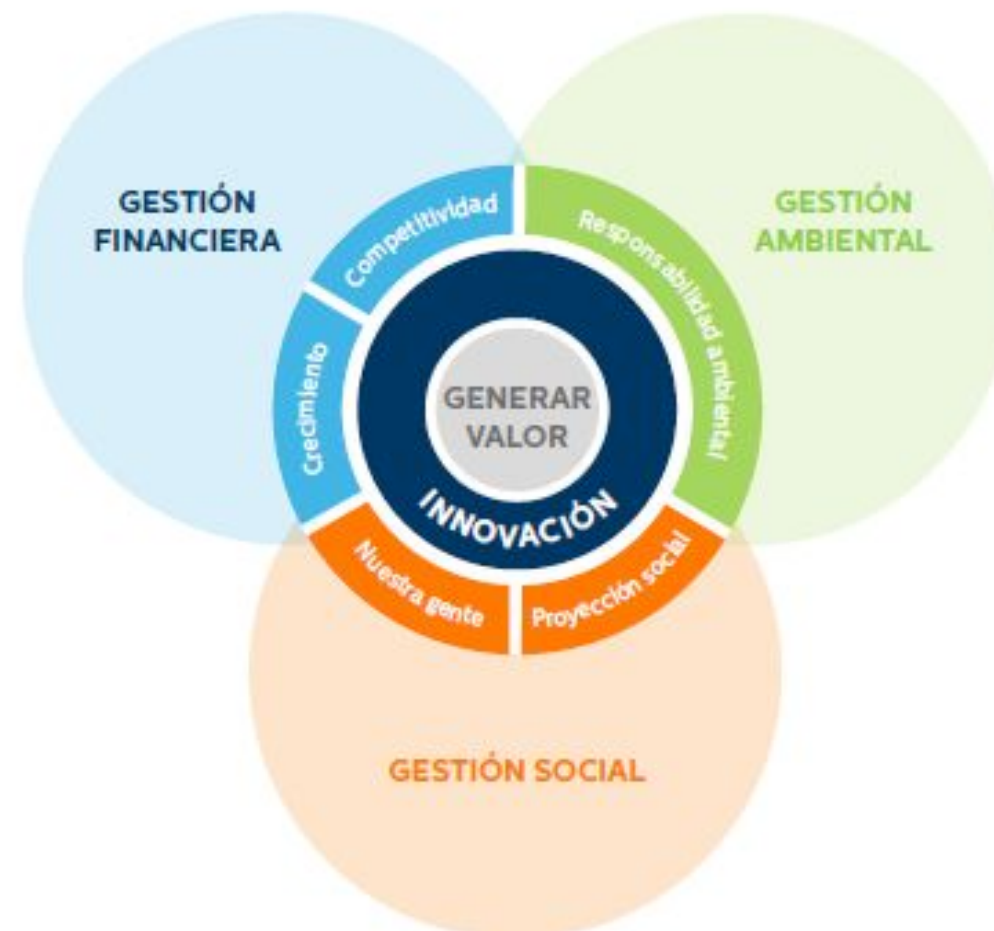 GESTIÓN
FINANCIERA
GESTIÓN
AMBIENTAL
Competitividad
Responsabilidad ambiental
Crecimiento
GENERAR
VALOR
INNOVACIÓN
Nuestra gente
Proyección social
GESTIÓN SOCIAL